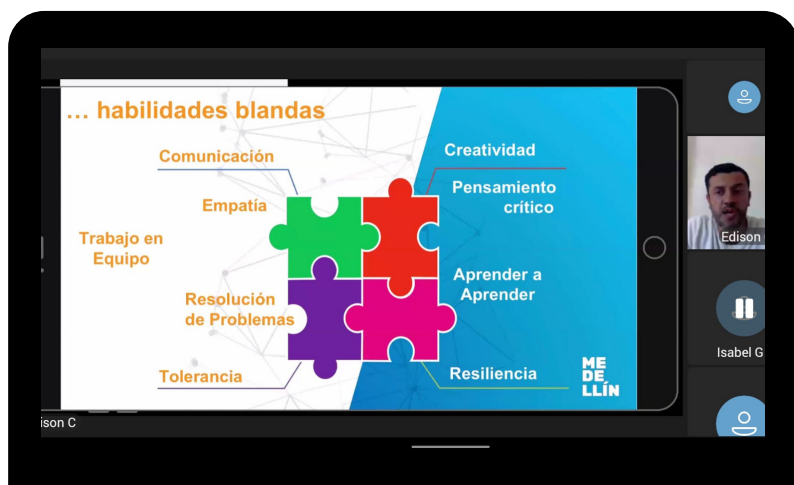 ... habilidades blandas
Comunicación
Empatía
Trabajo en
Equipo
Resolución
de Problemas
Tolerancia
Creatividad
Pensamiento
crítico
Aprender a
Aprender
Resiliencia
ME
DE
LLÍN
Edison
Isabel G
ison C